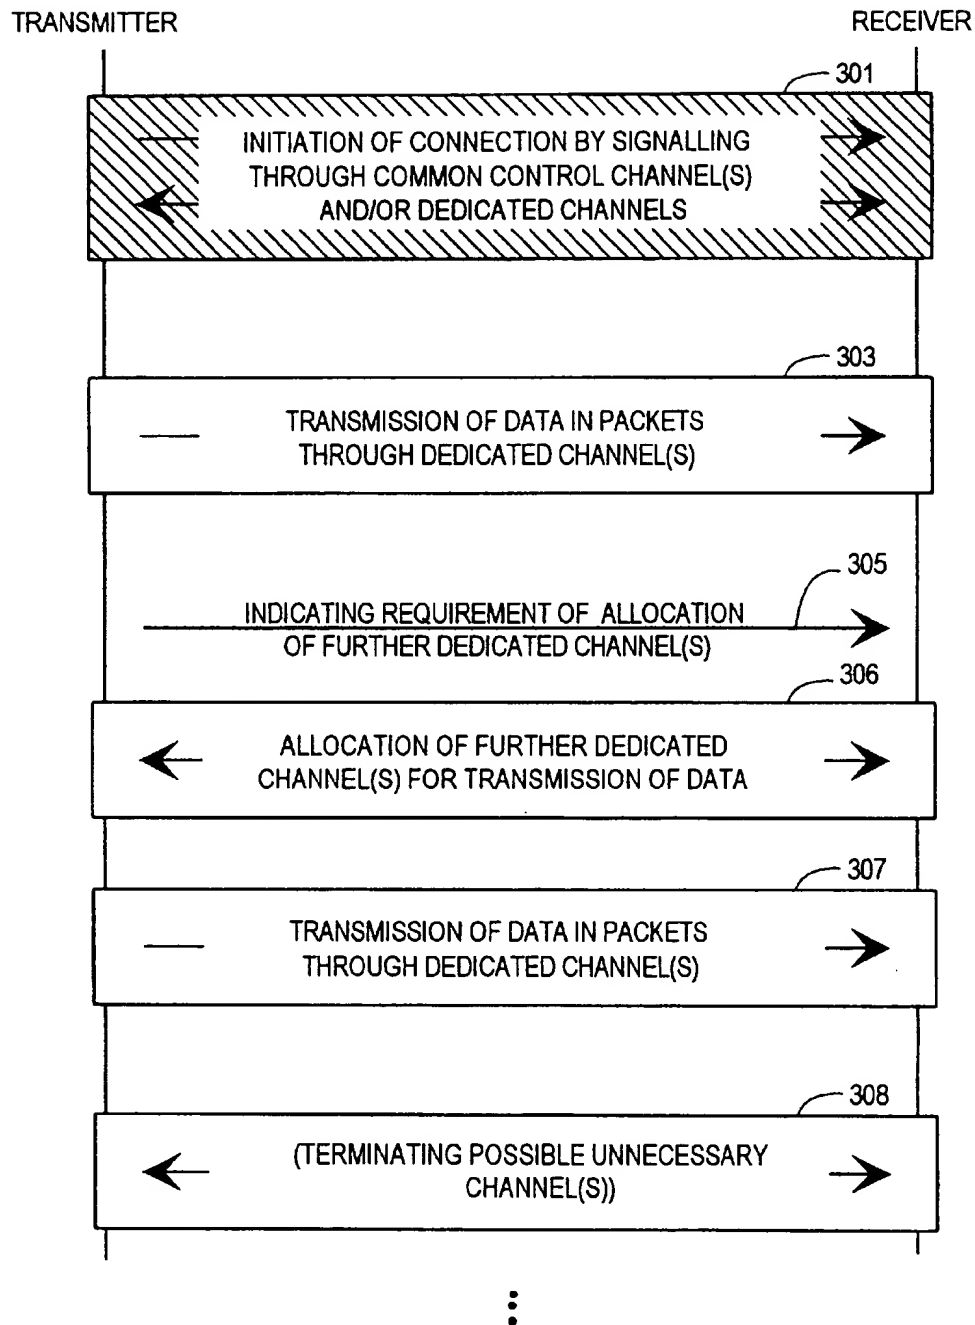 TRANSMITTER
RECEIVER
301
INITIATION OF CONNECTION BY SIGNALLING
THROUGH COMMON CONTROL CHANNEL(S)
AND/OR DEDICATED CHANNELS
303
TRANSMISSION OF DATA IN PACKETS
THROUGH DEDICATED CHANNEL(S)
305
INDICATING REQUIREMENT OF ALLOCATION
OF FURTHER DEDICATED CHANNEL(S)
306
ALLOCATION OF FURTHER DEDICATED
CHANNEL(S) FOR TRANSMISSION OF DATA
307
TRANSMISSION OF DATA IN PACKETS
THROUGH DEDICATED CHANNEL(S)
308
(TERMINATING POSSIBLE UNNECESSARY
CHANNEL(S))